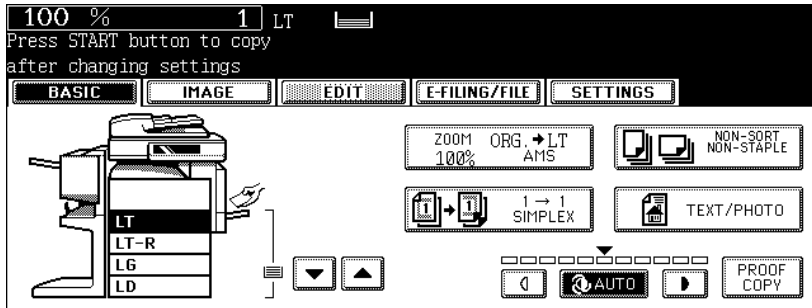 100 % 1 LT
Press START button to copy
after changing settings
BASIC IMAGE EDIT E-FILING/FILE SETTINGS
ZOOM ORG.➔LT
100% AMS
NON-SORT
NON-STAPLE
1 1 1 → 1
SIMPLEX
TEXT/PHOTO
LT
LT-R
LG
LD
AUTO
PROOF
COPY